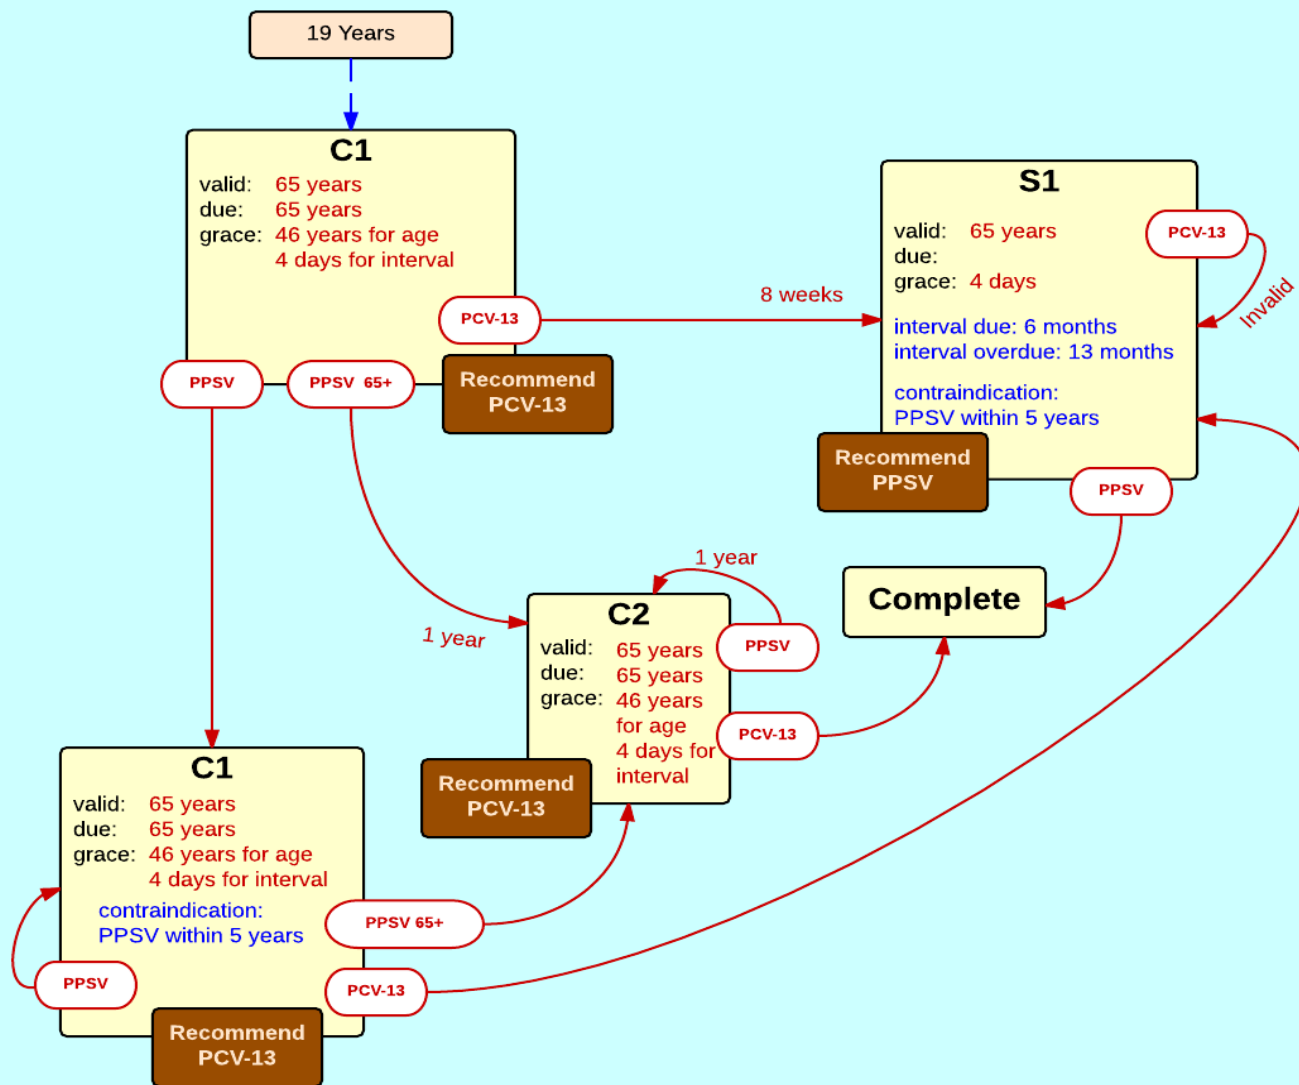 19 Years
C1
valid: 65 years
due: 65 years
grace: 46 years for age
4 days for interval
PCV-13
PPSV
PPSV 65+
Recommend
PCV-13
8 weeks
S1
valid: 65 years
due:
grace: 4 days
interval due: 6 months
interval overdue: 13 months
contraindication:
PPSV within 5 years
PCV-13
Invalid
Recommend
PPSV
PPSV
1 year
1 year
C2
valid: 65 years
due: 65 years
grace: 46 years
for age
4 days for
interval
PPSV
PCV-13
Recommend
PCV-13
Complete
C1
valid: 65 years
due: 65 years
grace: 46 years for age
4 days for interval
contraindication:
PPSV within 5 years
PPSV 65+
PPSV
PCV-13
Recommend
PCV-13